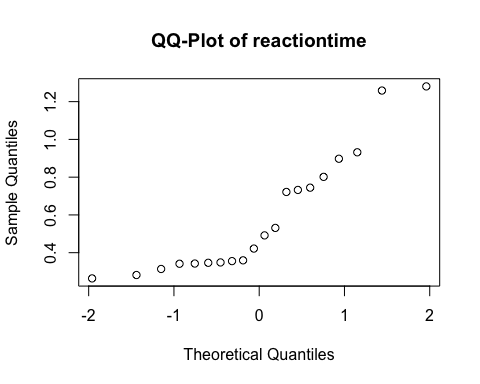 QQ-Plot of reactiontime
Sample Quantiles
1.2
1.0
0.8
0.6
0.4
-2 -1 0 1 2
Theoretical Quantiles